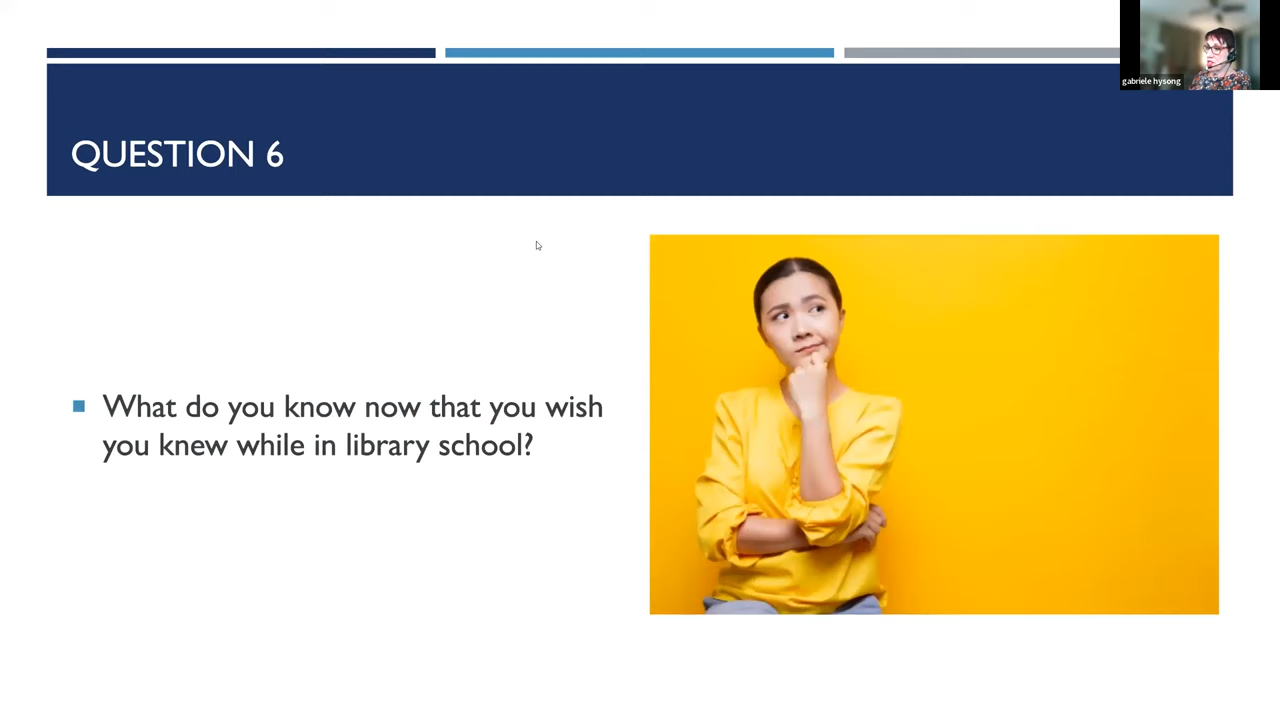 gabriele hysong
QUESTION 6
What do you know now that you wish
you knew while in library school?